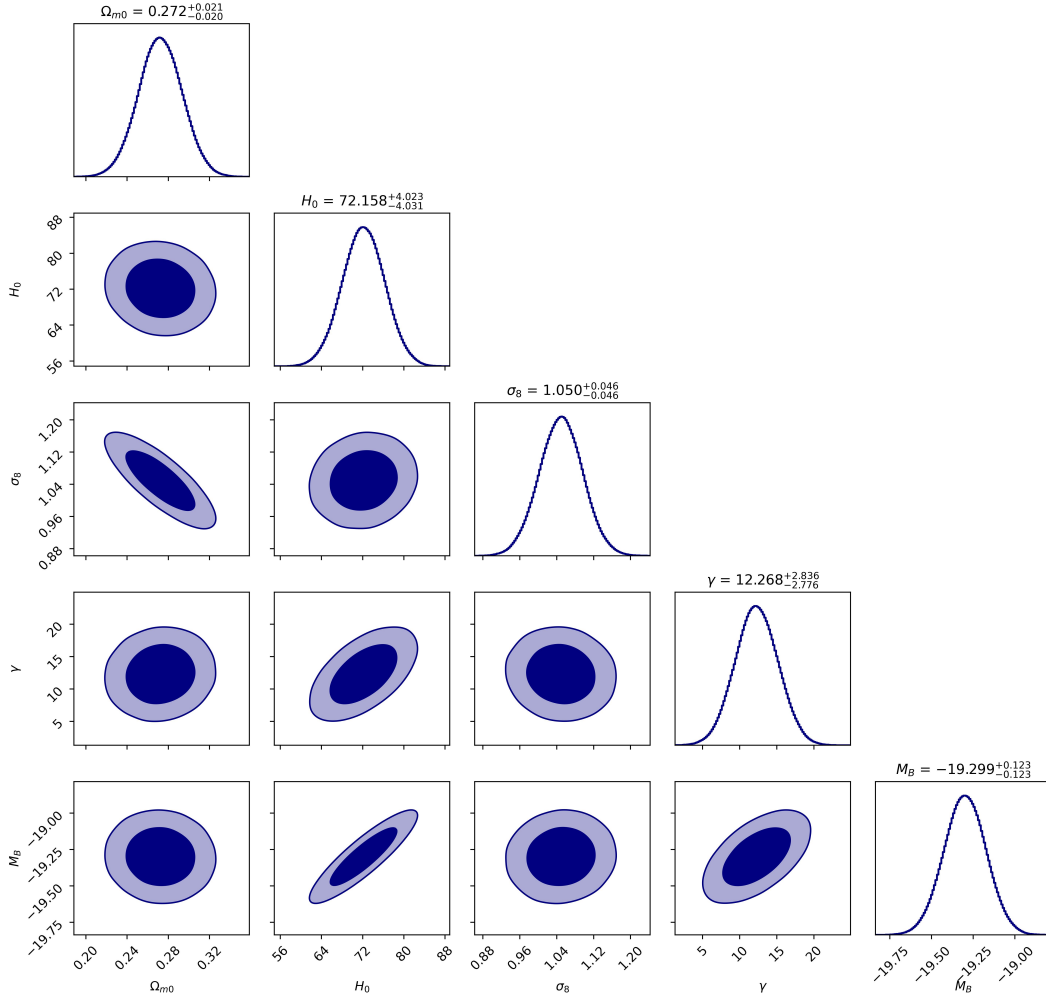 Ω_{m0} = 0.272^{+0.021}_{−0.020}
H_0 = 72.158^{+4.023}_{−4.031}
88
80
72
64
56
H_0
σ_8 = 1.050^{+0.046}_{−0.046}
1.20
1.12
1.04
0.96
0.88
σ_8
γ = 12.268^{+2.836}_{−2.776}
20
15
10
5
γ
M_B = −19.299^{+0.123}_{−0.123}
−19.00
−19.25
−19.50
−19.75
M_B
0.20 0.24 0.28 0.32
56 64 72 80 88
0.88 0.96 1.04 1.12 1.20
5 10 15 20
−19.75 −19.50 −19.25 −19.00
Ω_{m0} H_0 σ_8 γ M_B